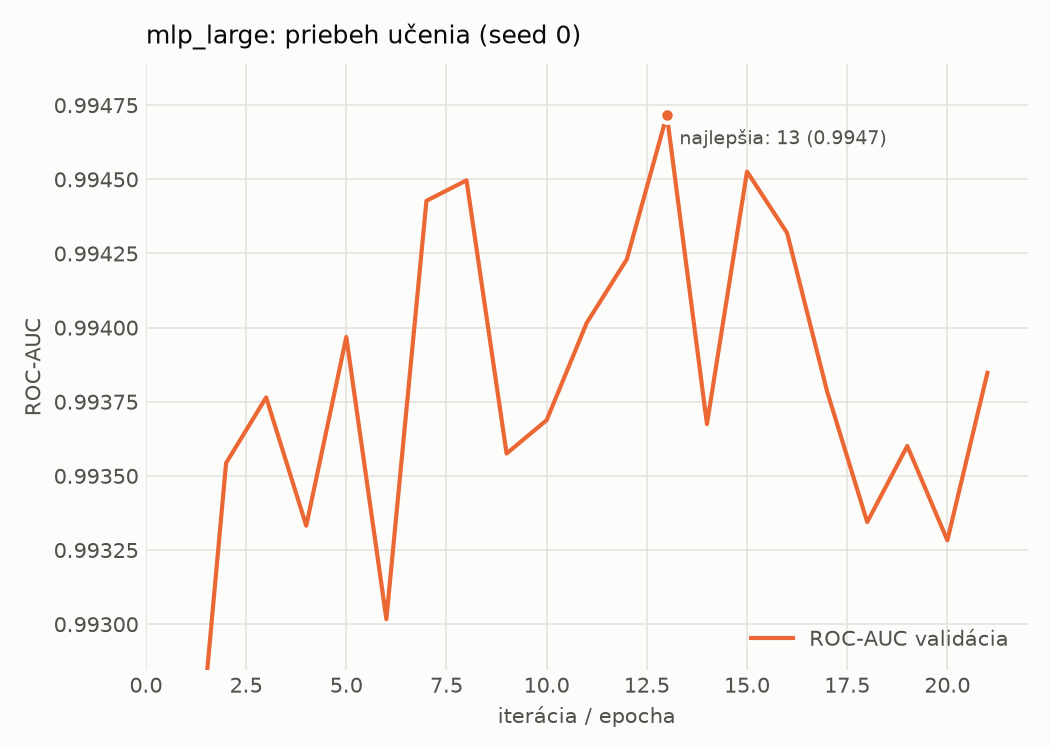 mlp_large: priebeh učenia (seed 0)
0.99475
najlepšia: 13 (0.9947)
0.99450
0.99425
0.99400
0.99375
0.99350
0.99325
0.99300
ROC-AUC
ROC-AUC validácia
0.0 2.5 5.0 7.5 10.0 12.5 15.0 17.5 20.0
iterácia / epocha